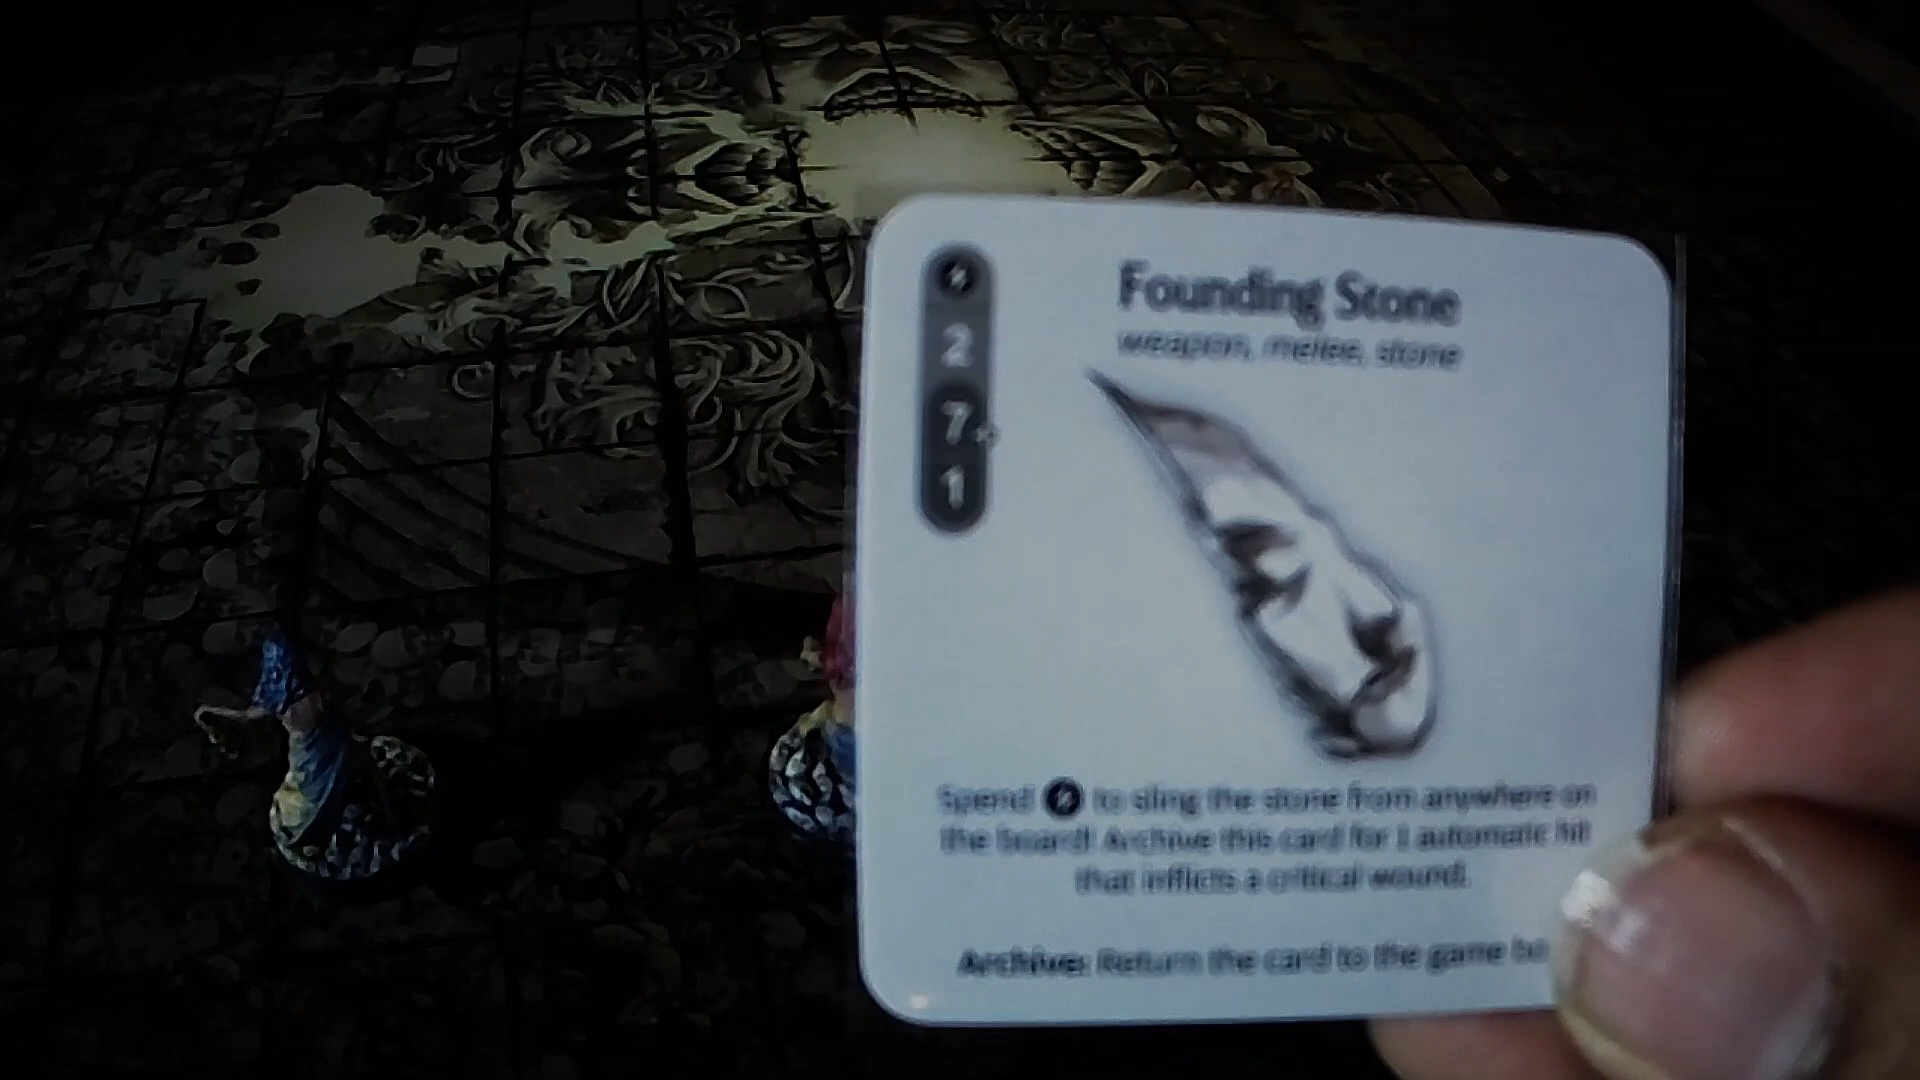 Founding Stone
weapon, melee, stone
2
7+
1
Spend to sling the stone from anywhere on
the board! Archive this card for 1 automatic hit
that inflicts a critical wound.
Archive: Return the card to the game bo